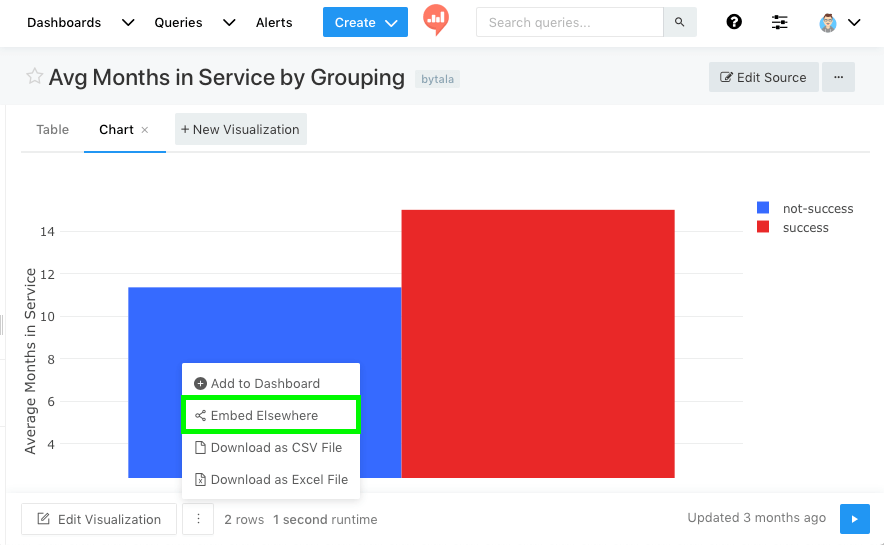 Dashboards Queries Alerts Create Search queries...
Avg Months in Service by Grouping bytala Edit Source
Table Chart × + New Visualization
not-success
success
14
12
10
8
6
4
Average Months in Service
Add to Dashboard
Embed Elsewhere
Download as CSV File
Download as Excel File
Edit Visualization 2 rows 1 second runtime Updated 3 months ago